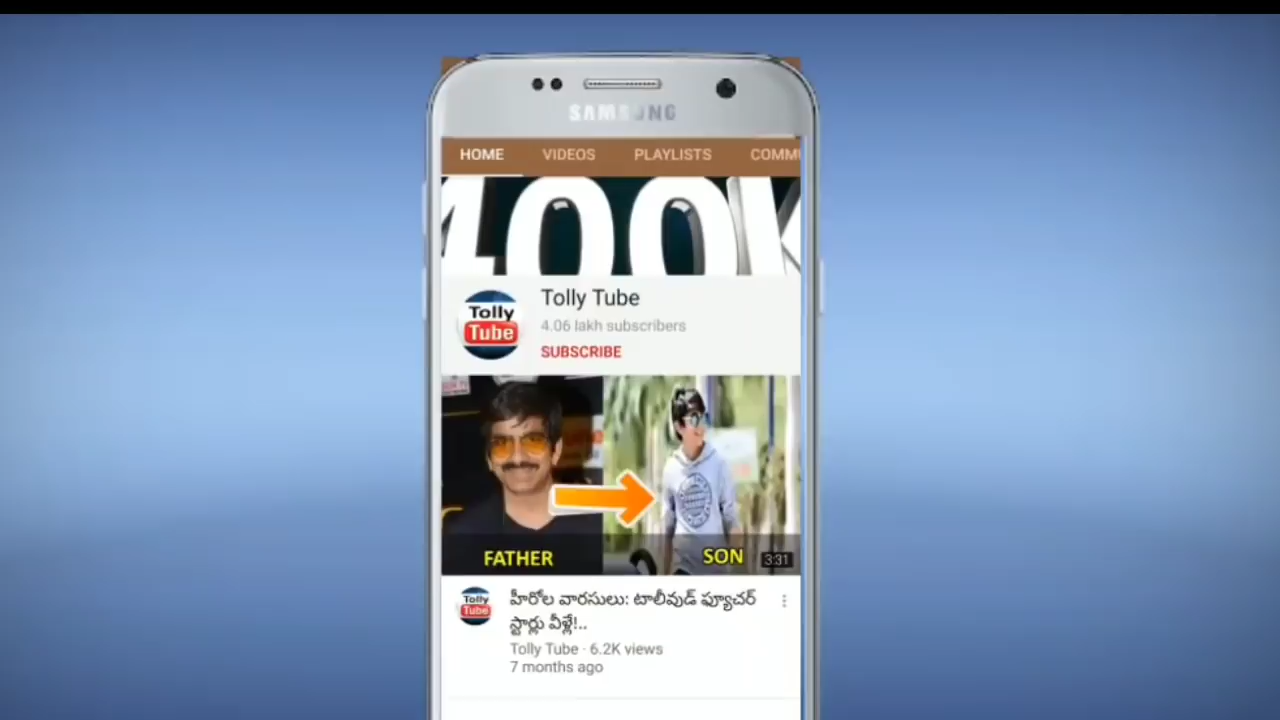 SAMSUNG
HOME VIDEOS PLAYLISTS COMMU
400K
Tolly
Tube
Tolly Tube
4.06 lakh subscribers
SUBSCRIBE
FATHER SON 3:31
Tolly
Tube
హీరోల వారసులు: టాలీవుడ్ ఫ్యూచర్
స్టార్లు వీళ్లే!..
Tolly Tube · 6.2K views
7 months ago